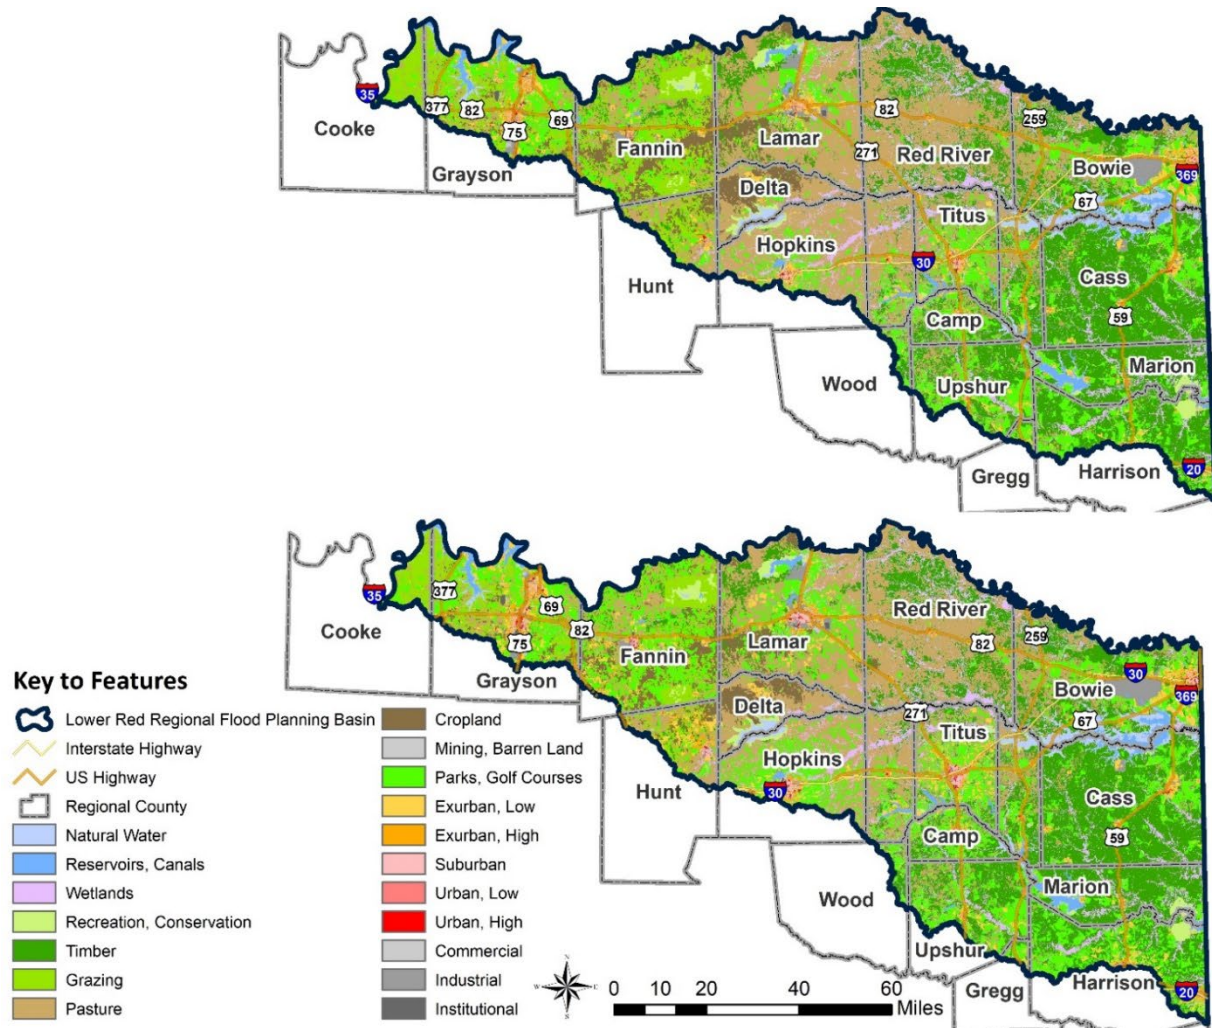 35
377
82
75
69
Cooke
Grayson
Fannin
Lamar
82
271
Red River
259
Bowie
369
67
Delta
Titus
Hopkins
30
Cass
Hunt
Camp
59
Wood
Upshur
Marion
Gregg
Harrison
20
35
377
69
82
75
Cooke
Grayson
Fannin
Lamar
Red River
82
259
30
Bowie
369
67
Delta
271
Titus
Hopkins
30
Hunt
Cass
Camp
59
Wood
Marion
Upshur
Gregg
Harrison
20
Key to Features
Lower Red Regional Flood Planning Basin
Interstate Highway
US Highway
Regional County
Natural Water
Reservoirs, Canals
Wetlands
Recreation, Conservation
Timber
Grazing
Pasture
Cropland
Mining, Barren Land
Parks, Golf Courses
Exurban, Low
Exurban, High
Suburban
Urban, Low
Urban, High
Commercial
Industrial
Institutional
N
W E
S
0 10 20 40 60
Miles